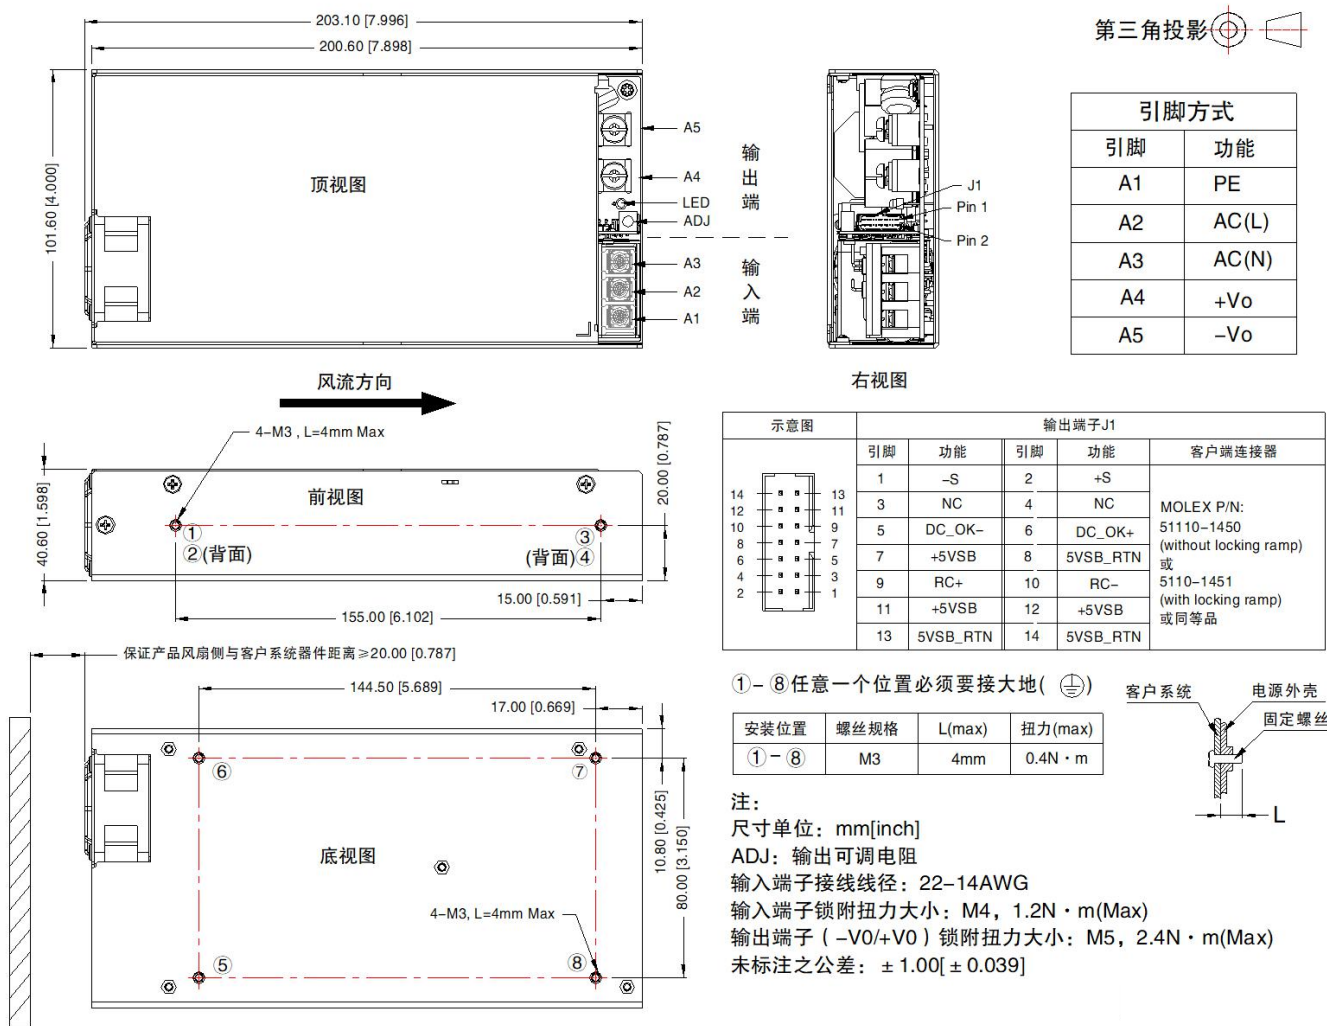 203.10 [7.996]
200.60 [7.898]
101.60 [4.000]
顶视图
A5
A4
LED
ADJ
A3
A2
A1
输出端
输入端
J1
Pin 1
Pin 2
右视图
第三角投影
引脚方式
引脚 功能
A1 PE
A2 AC(L)
A3 AC(N)
A4 +Vo
A5 -Vo
风流方向
4-M3 , L=4mm Max
前视图
①
②(背面)
③
(背面)④
40.60 [1.598]
20.00 [0.787]
15.00 [0.591]
155.00 [6.102]
示意图 输出端子J1
引脚 功能 引脚 功能 客户端连接器
1 -S 2 +S
3 NC 4 NC
5 DC_OK- 6 DC_OK+
7 +5VSB 8 5VSB_RTN
9 RC+ 10 RC-
11 +5VSB 12 +5VSB
13 5VSB_RTN 14 5VSB_RTN
MOLEX P/N:
51110-1450
(without locking ramp)
或
5110-1451
(with locking ramp)
或同等品
14 13
12 11
10 9
8 7
6 5
4 3
2 1
保证产品风扇侧与客户系统器件距离≥20.00 [0.787]
144.50 [5.689]
17.00 [0.669]
⑥
⑦
底视图
10.80 [0.425]
80.00 [3.150]
4-M3, L=4mm Max
⑤
⑧
①-⑧任意一个位置必须要接大地( )
安装位置 螺丝规格 L(max) 扭力(max)
①-⑧ M3 4mm 0.4N·m
客户系统
电源外壳
固定螺丝
L
注:
尺寸单位: mm[inch]
ADJ: 输出可调电阻
输入端子接线线径: 22-14AWG
输入端子锁附扭力大小: M4, 1.2N·m(Max)
输出端子(-V0/+V0)锁附扭力大小: M5, 2.4N·m(Max)
未标注之公差: ±1.00[±0.039]